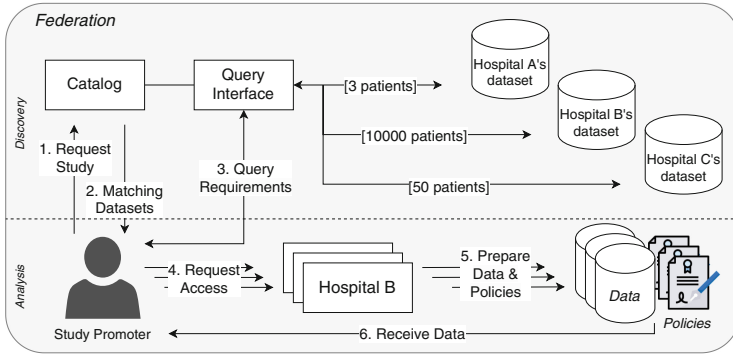 Federation
Discovery
Catalog
Query
Interface
[3 patients]
[10000 patients]
[50 patients]
Hospital A's
dataset
Hospital B's
dataset
Hospital C's
dataset
1. Request
Study
2. Matching
Datasets
3. Query
Requirements
Analysis
Study Promoter
4. Request
Access
Hospital B
5. Prepare
Data &
Policies
Data
Policies
6. Receive Data